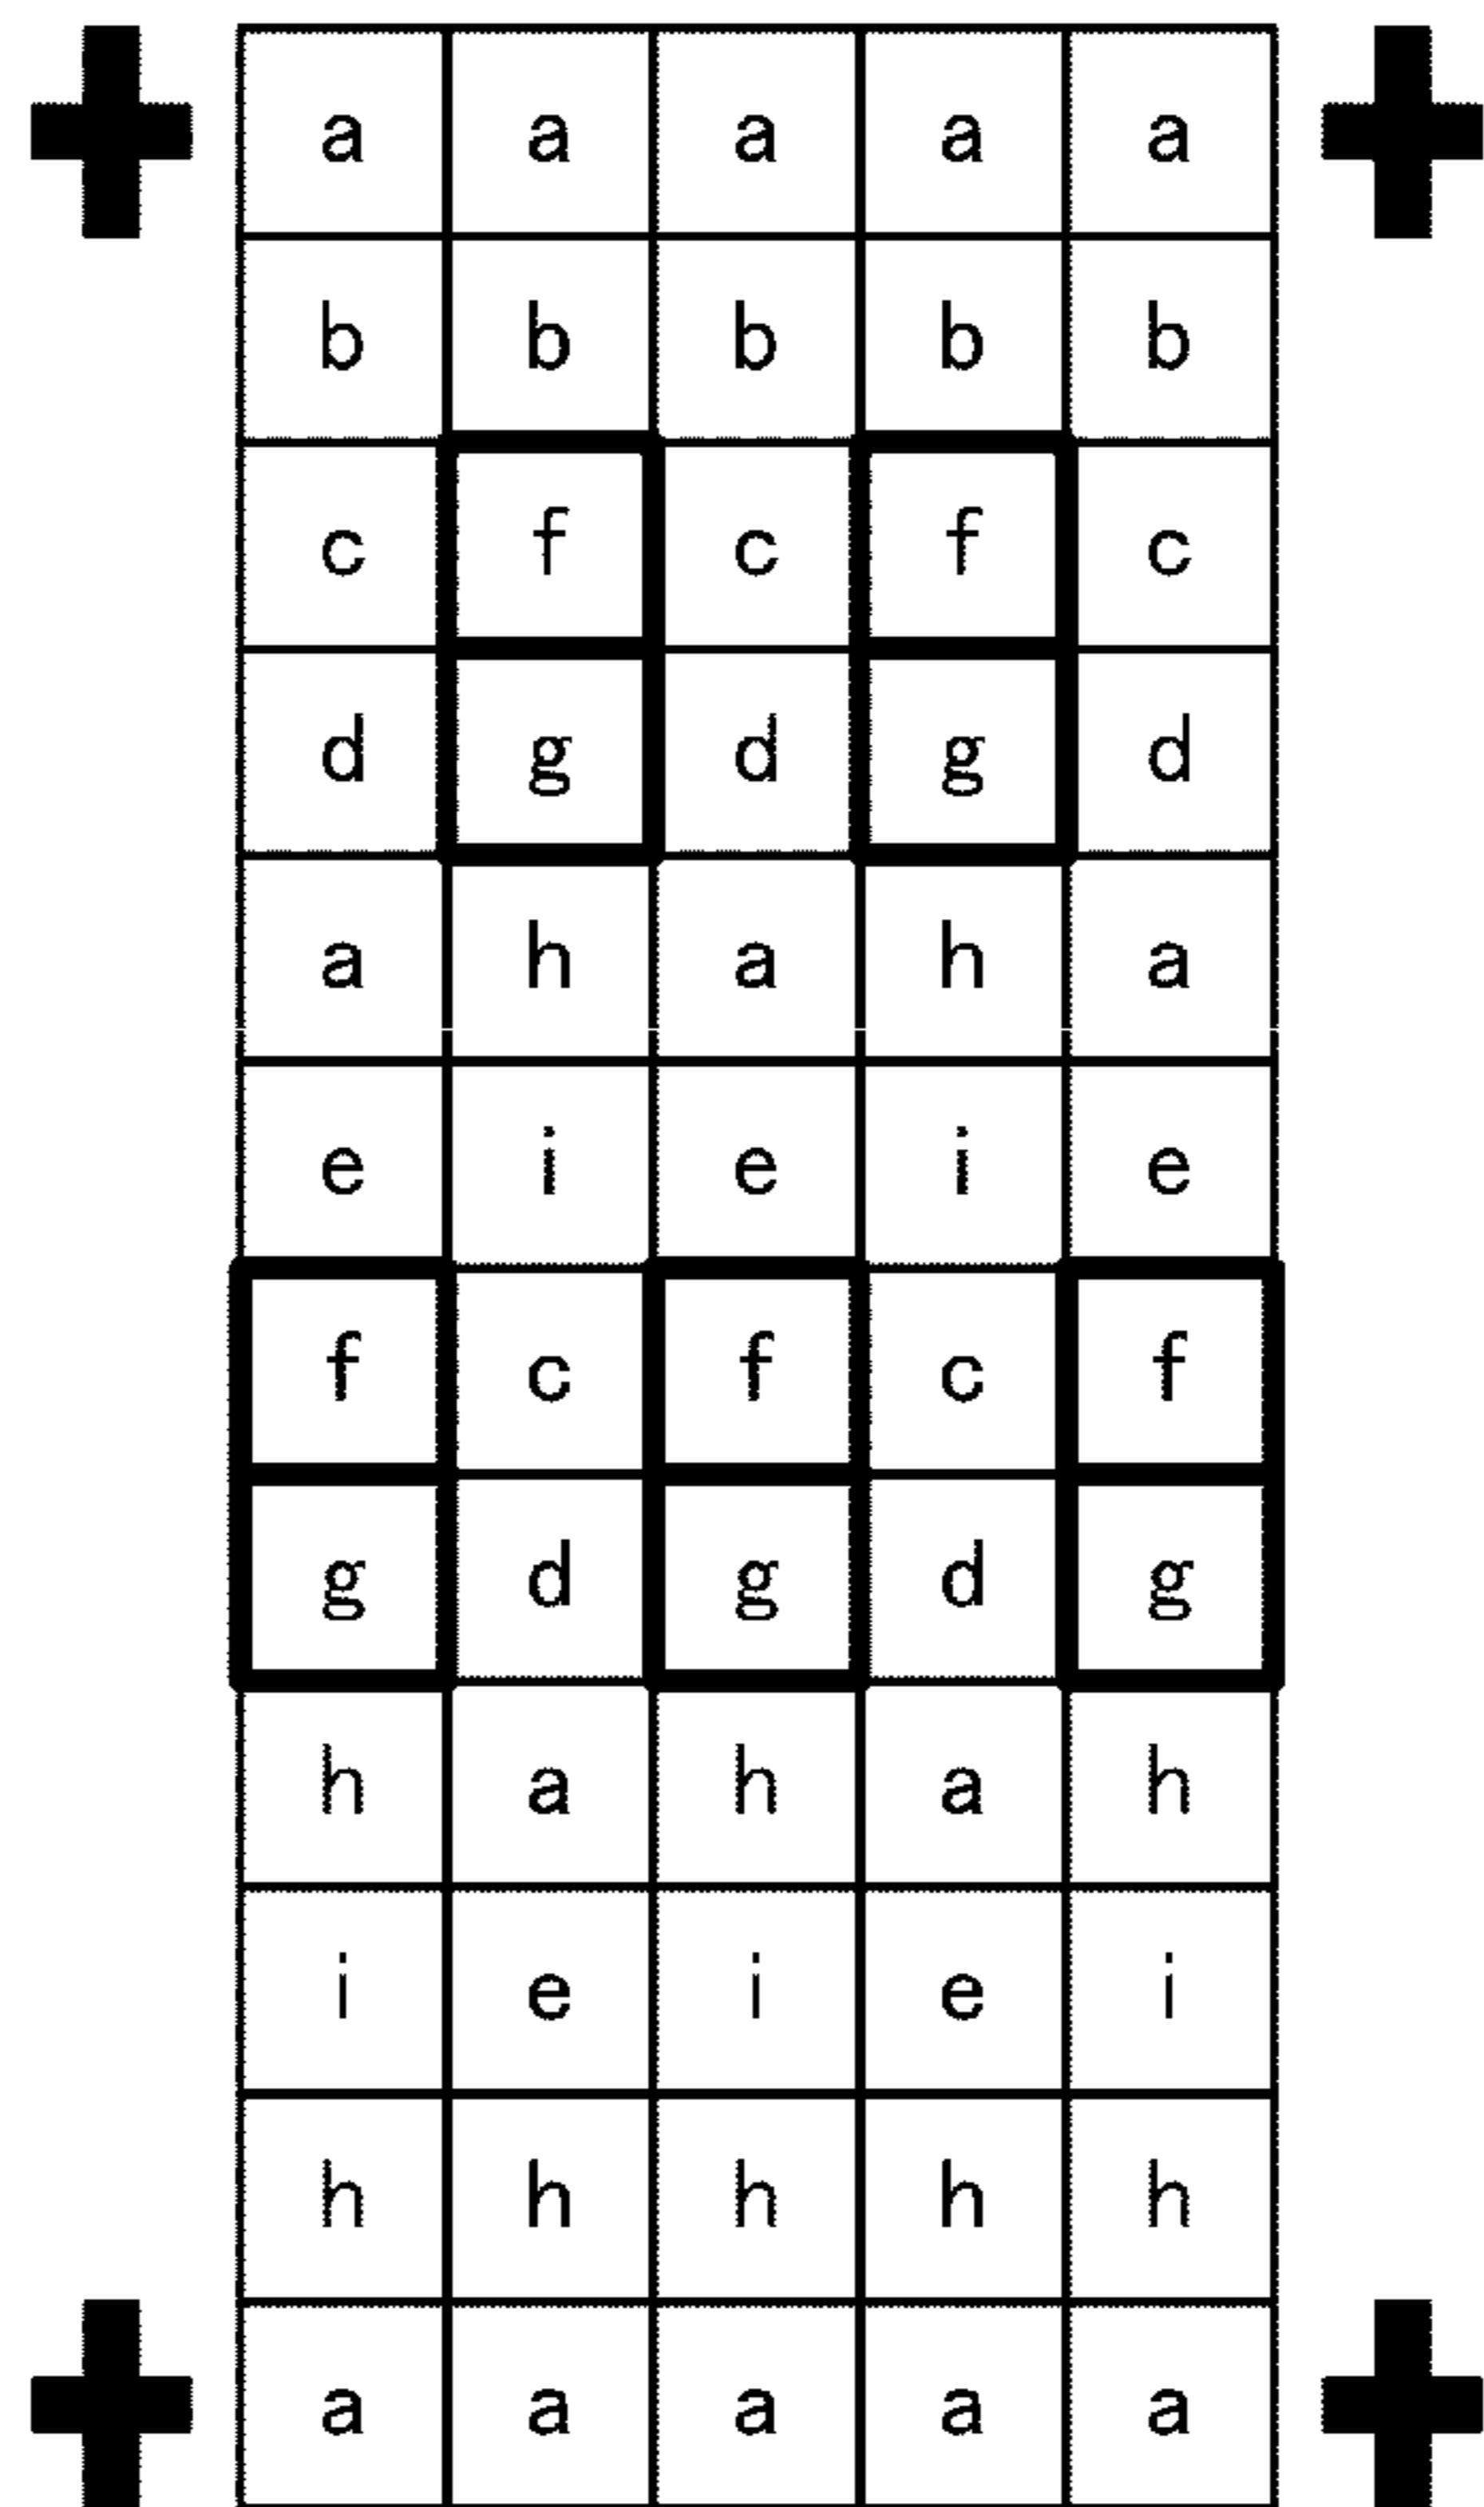 a a a a a
b b b b b
c f c f c
d g d g d
a h a h a
e i e i e
f c f c f
g d g d g
h a h a h
i e i e i
h h h h h
a a a a a